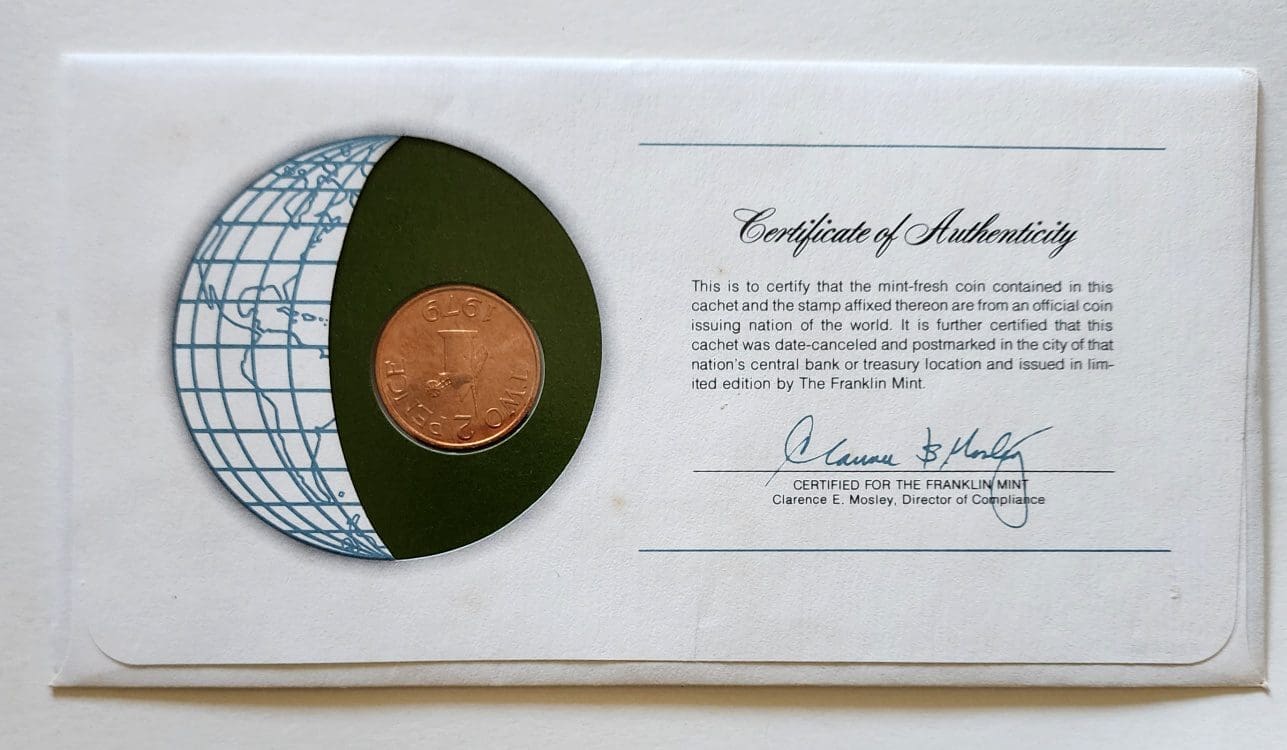 1979
TWO 2 PENCE
Certificate of Authenticity
This is to certify that the mint-fresh coin contained in this
cachet and the stamp affixed thereon are from an official coin
issuing nation of the world. It is further certified that this
cachet was date-canceled and postmarked in the city of that
nation's central bank or treasury location and issued in lim-
ited edition by The Franklin Mint.
Clarence E. Mosley
CERTIFIED FOR THE FRANKLIN MINT
Clarence E. Mosley, Director of Compliance